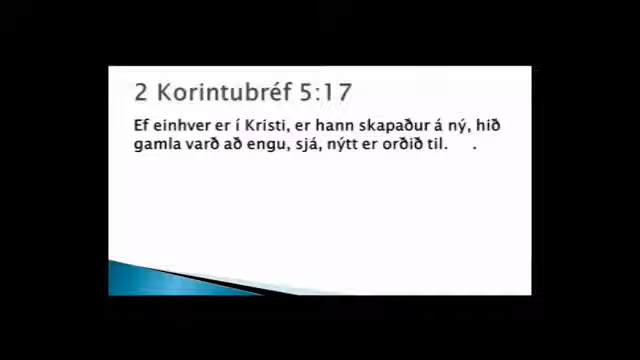 2 Korintubréf 5:17
Ef einhver er í Kristi, er hann skapaður á ný, hið
gamla varð að engu, sjá, nýtt er orðið til. .